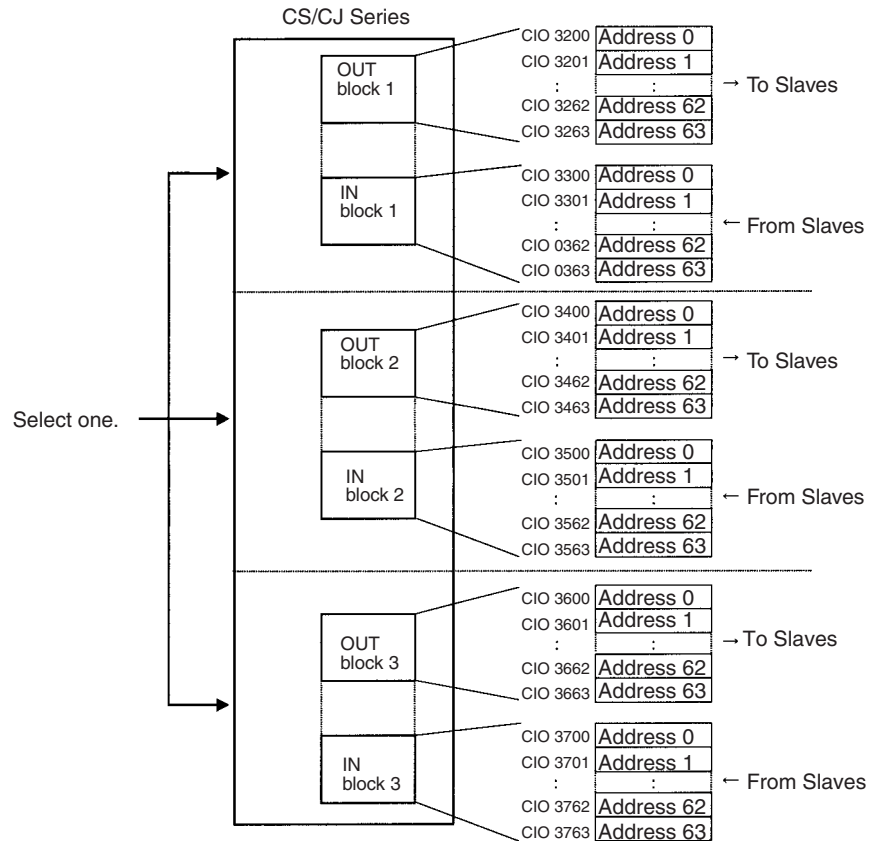 CS/CJ Series
OUT
block 1
CIO 3200 Address 0
CIO 3201 Address 1
: :
CIO 3262 Address 62
CIO 3263 Address 63
→ To Slaves
IN
block 1
CIO 3300 Address 0
CIO 3301 Address 1
: :
CIO 0362 Address 62
CIO 0363 Address 63
← From Slaves
OUT
block 2
CIO 3400 Address 0
CIO 3401 Address 1
: :
CIO 3462 Address 62
CIO 3463 Address 63
→ To Slaves
Select one.
IN
block 2
CIO 3500 Address 0
CIO 3501 Address 1
: :
CIO 3562 Address 62
CIO 3563 Address 63
← From Slaves
OUT
block 3
CIO 3600 Address 0
CIO 3601 Address 1
: :
CIO 3662 Address 62
CIO 3663 Address 63
→ To Slaves
IN
block 3
CIO 3700 Address 0
CIO 3701 Address 1
: :
CIO 3762 Address 62
CIO 3763 Address 63
← From Slaves